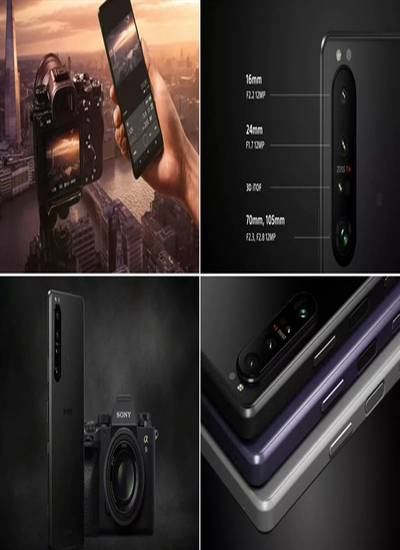 16mm
F2.2 12MP
24mm
F1.7 12MP
ZEISS T*
3D iTOF
70mm, 105mm
F2.3, F2.8 12MP
SONY
α